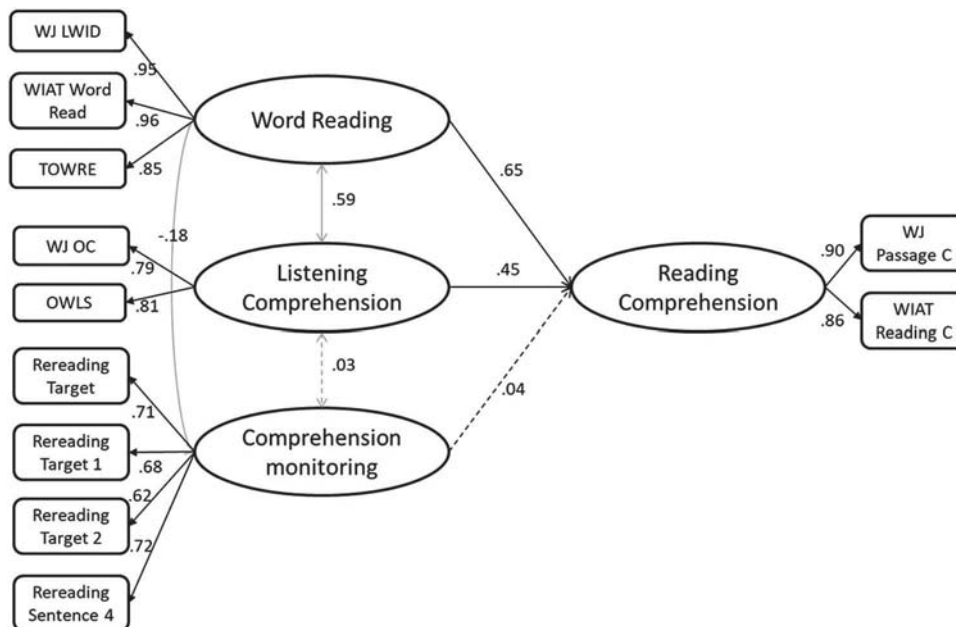 WJ LWID
.95
WIAT Word
Read
.96
Word Reading
TOWRE
.85
.65
.59
WJ OC
-.18
.79
WJ
Passage C
.90
Listening
Comprehension
.45
Reading
Comprehension
OWLS
.81
WIAT
Reading C
.86
Rereading
Target
.03
.04
.71
Rereading
Target 1
.68
Comprehension
monitoring
.62
Rereading
Target 2
.72
Rereading
Sentence 4